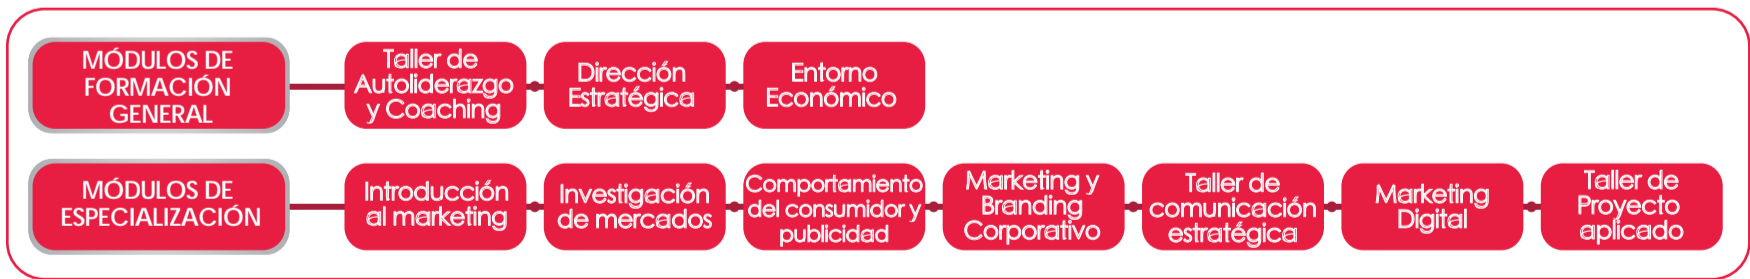 MÓDULOS DE
FORMACIÓN
GENERAL
Taller de
Autoliderazgo
y Coaching
Dirección
Estratégica
Entorno
Económico
MÓDULOS DE
ESPECIALIZACIÓN
Introducción
al marketing
Investigación
de mercados
Comportamiento
del consumidor y
publicidad
Marketing y
Branding
Corporativo
Taller de
comunicación
estratégica
Marketing
Digital
Taller de
Proyecto
aplicado